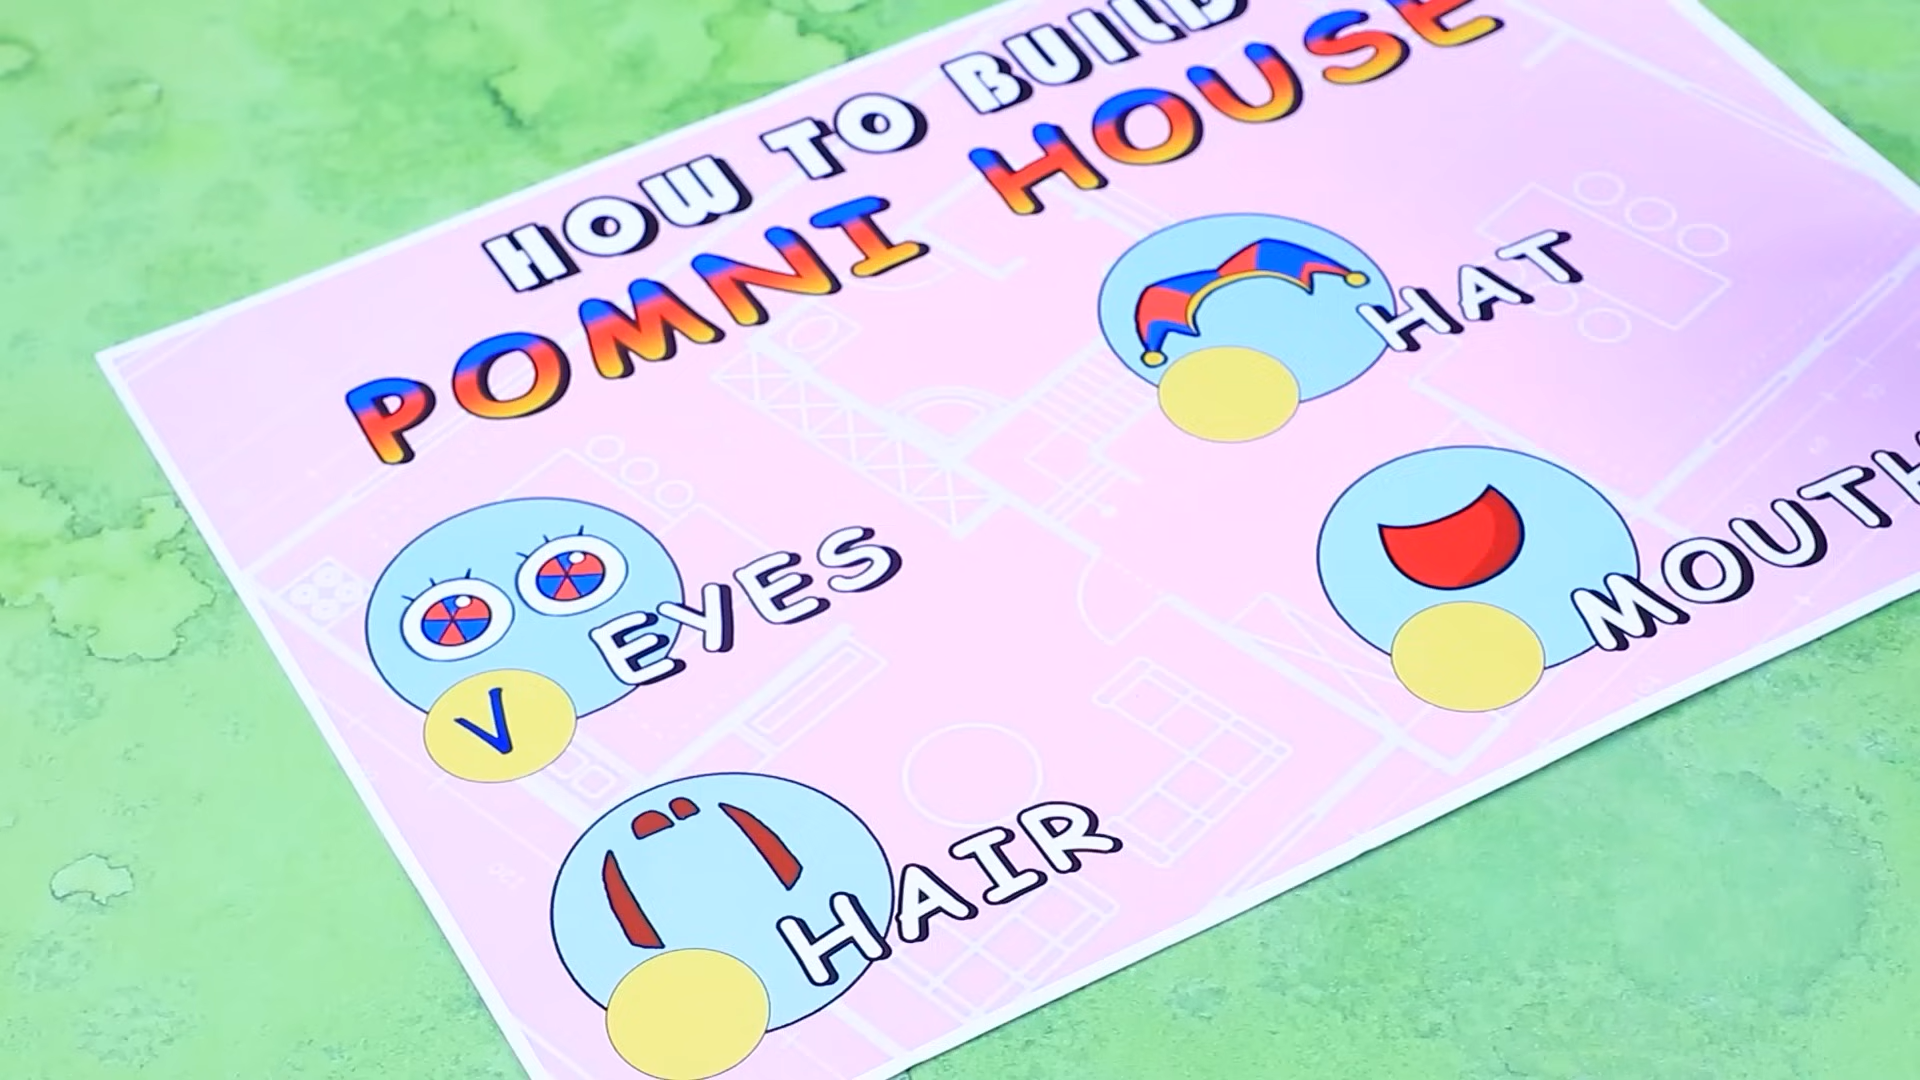 HOW TO BUILD
POMNI HOUSE
EYES
V
HAIR
HAT
MOUTH